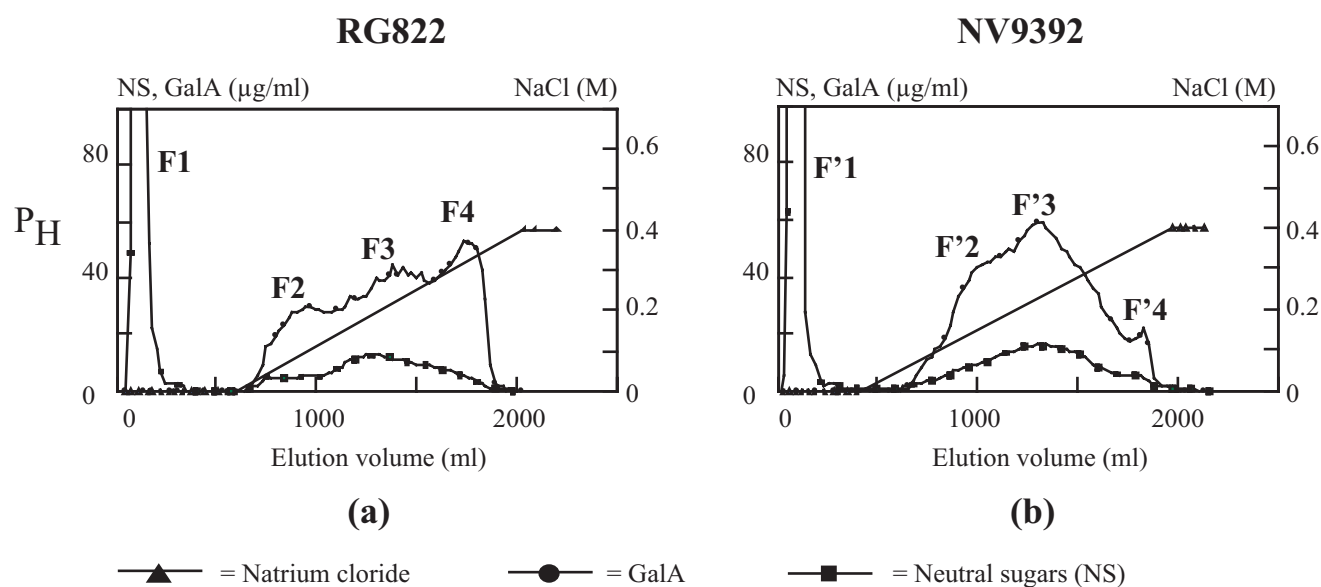 RG822
NV9392
NS, GalA (µg/ml)
NaCl (M)
NS, GalA (µg/ml)
NaCl (M)
80
F1
0.6
80
F'1
0.6
PH
F4
0.4
F'3
0.4
F3
F'2
40
F2
40
0.2
F'4
0.2
0
0
0
0
0
1000
2000
0
1000
2000
Elution volume (ml)
Elution volume (ml)
(a)
(b)
= Natrium cloride
= GalA
= Neutral sugars (NS)